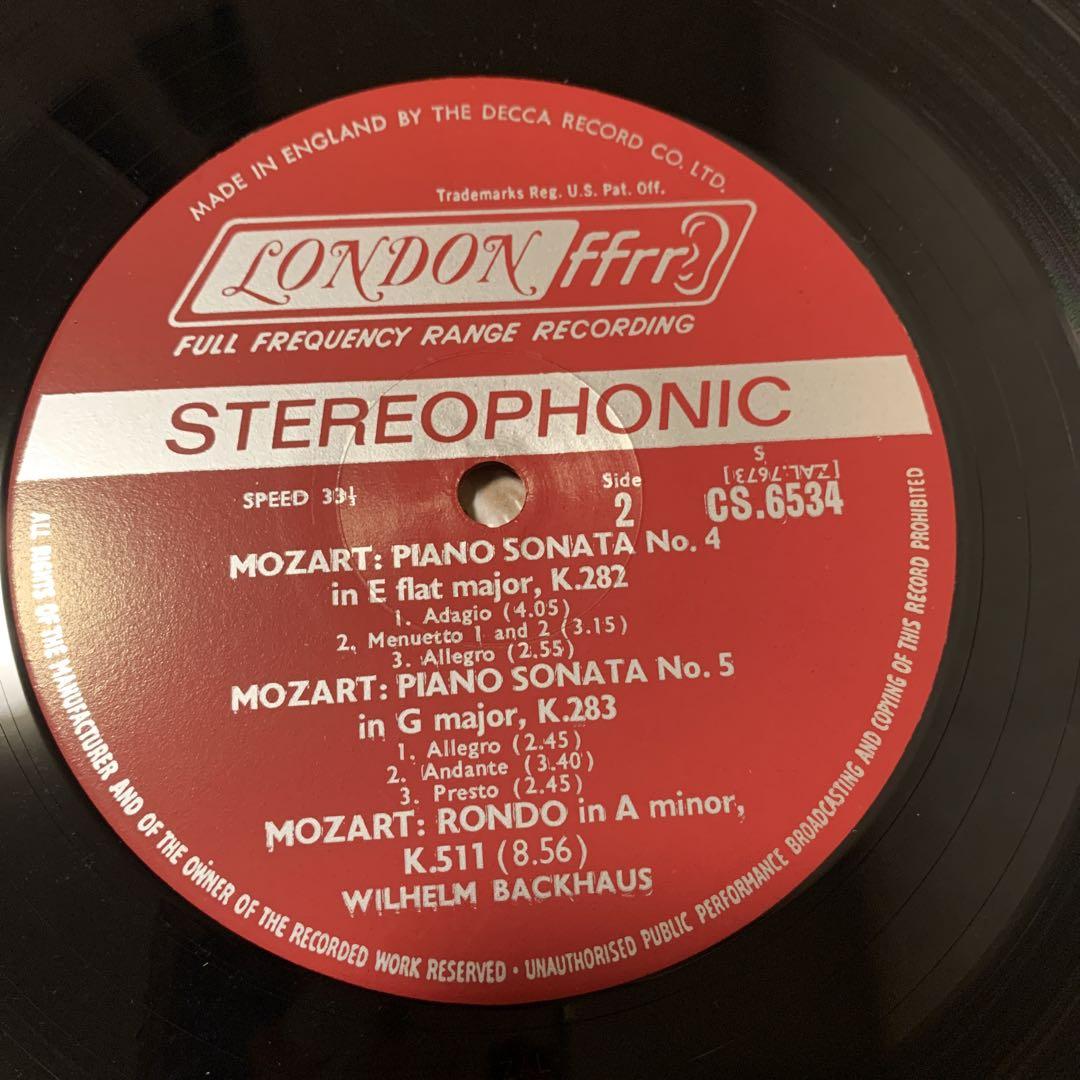 MADE IN ENGLAND BY THE DECCA RECORD CO. LTD.
Trademarks Reg. U.S. Pat. Off.
LONDON ffrr
FULL FREQUENCY RANGE RECORDING
STEREOPHONIC
SPEED 33⅓
Side
2
S
[ZAL.7673]
CS.6534
MOZART: PIANO SONATA No. 4
in E flat major, K.282
1. Adagio (4.05)
2. Menuetto 1 and 2 (3.15)
3. Allegro (2.55)
MOZART: PIANO SONATA No. 5
in G major, K.283
1. Allegro (2.45)
2. Andante (3.40)
3. Presto (2.45)
MOZART: RONDO in A minor,
K.511 (8.56)
WILHELM BACKHAUS
ALL RIGHTS OF THE MANUFACTURER AND OF THE OWNER OF THE RECORDED WORK RESERVED · UNAUTHORISED PUBLIC PERFORMANCE BROADCASTING AND COPYING OF THIS RECORD PROHIBITED